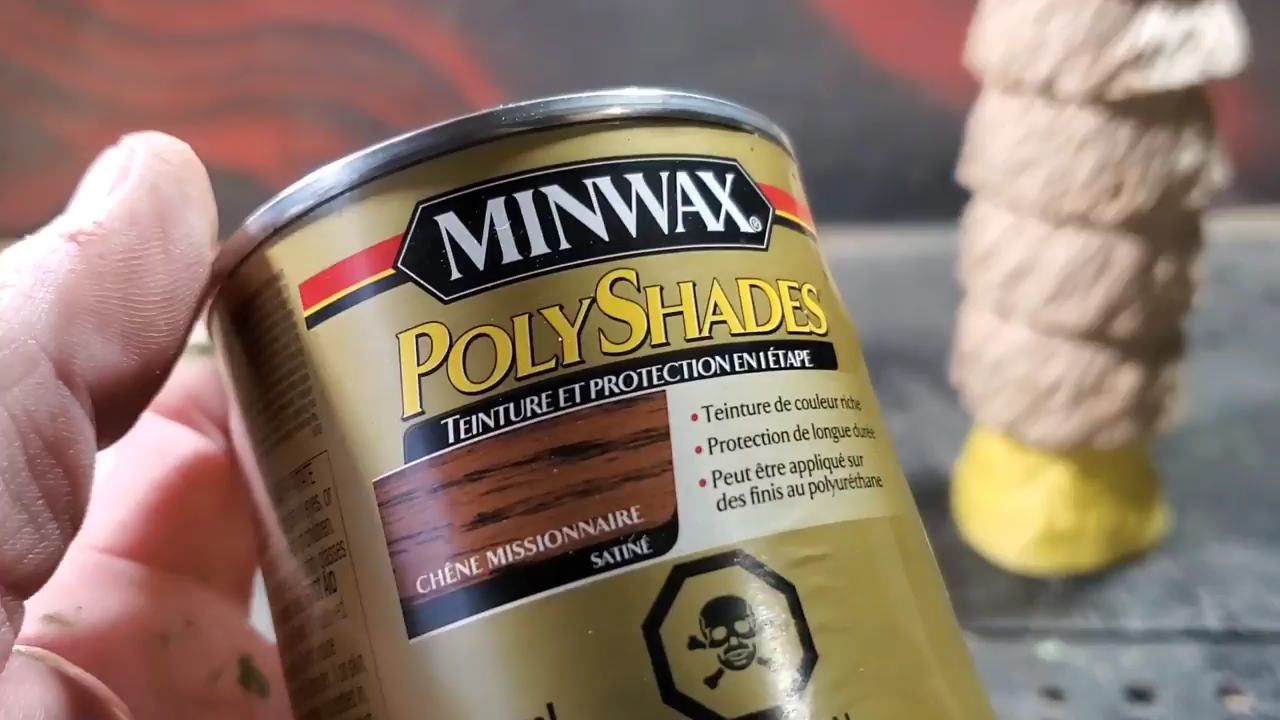 MINWAX®
POLYSHADES
TEINTURE ET PROTECTION EN 1 ÉTAPE
• Teinture de couleur riche
• Protection de longue durée
• Peut être appliqué sur
des finis au polyuréthane
CHÊNE MISSIONNAIRE
SATINÉ